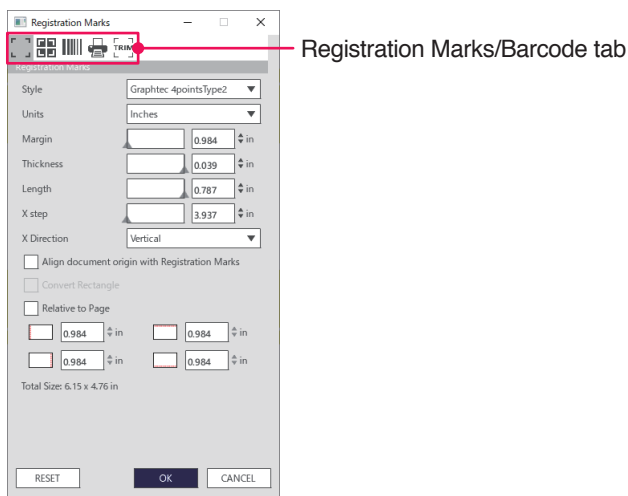 Registration Marks
TRIM
Registration Marks/Barcode tab
Registration Marks
Style Graphtec 4pointsType2
Units Inches
Margin 0.984 in
Thickness 0.039 in
Length 0.787 in
X step 3.937 in
X Direction Vertical
Align document origin with Registration Marks
Convert Rectangle
Relative to Page
0.984 in 0.984 in
0.984 in 0.984 in
Total Size: 6.15 x 4.76 in
RESET OK CANCEL